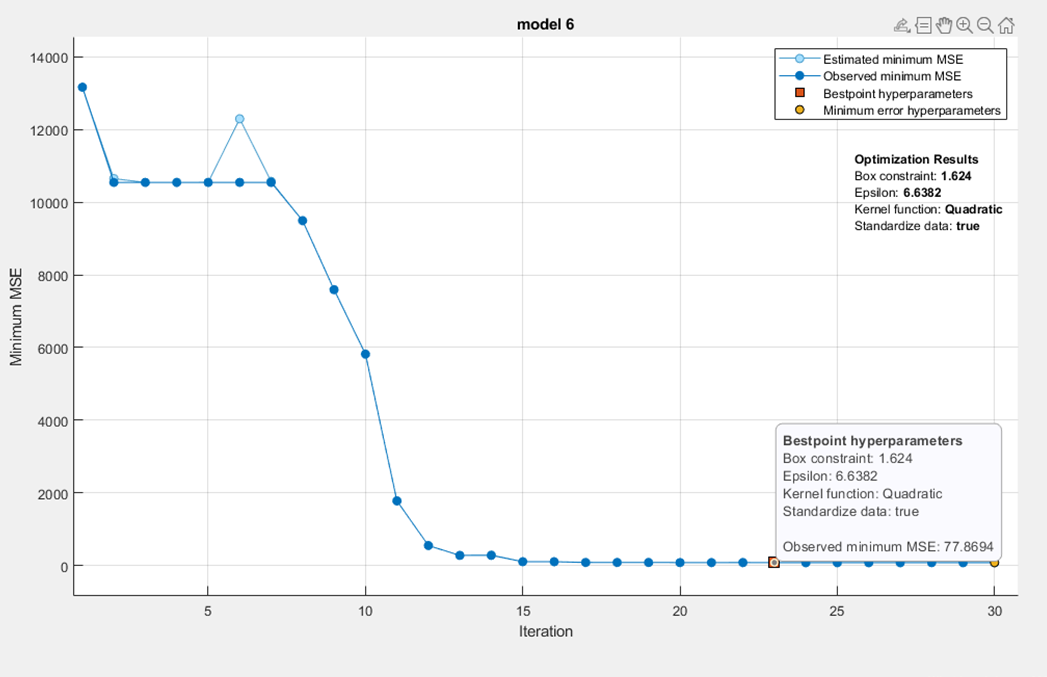 model 6
Estimated minimum MSE
Observed minimum MSE
Bestpoint hyperparameters
Minimum error hyperparameters
Optimization Results
Box constraint: 1.624
Epsilon: 6.6382
Kernel function: Quadratic
Standardize data: true
Minimum MSE
14000
12000
10000
8000
6000
4000
2000
0
Bestpoint hyperparameters
Box constraint: 1.624
Epsilon: 6.6382
Kernel function: Quadratic
Standardize data: true
Observed minimum MSE: 77.8694
5 10 15 20 25 30
Iteration